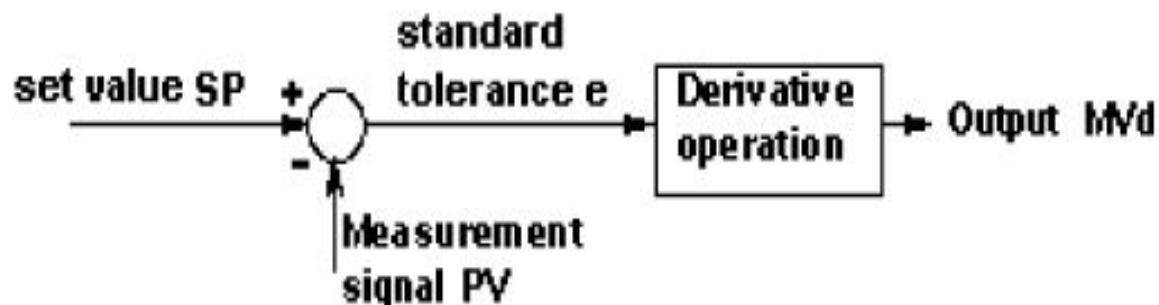 standard
set value SP + tolerance e Derivative
operation
Output MVd
-
Measurement
signal PV